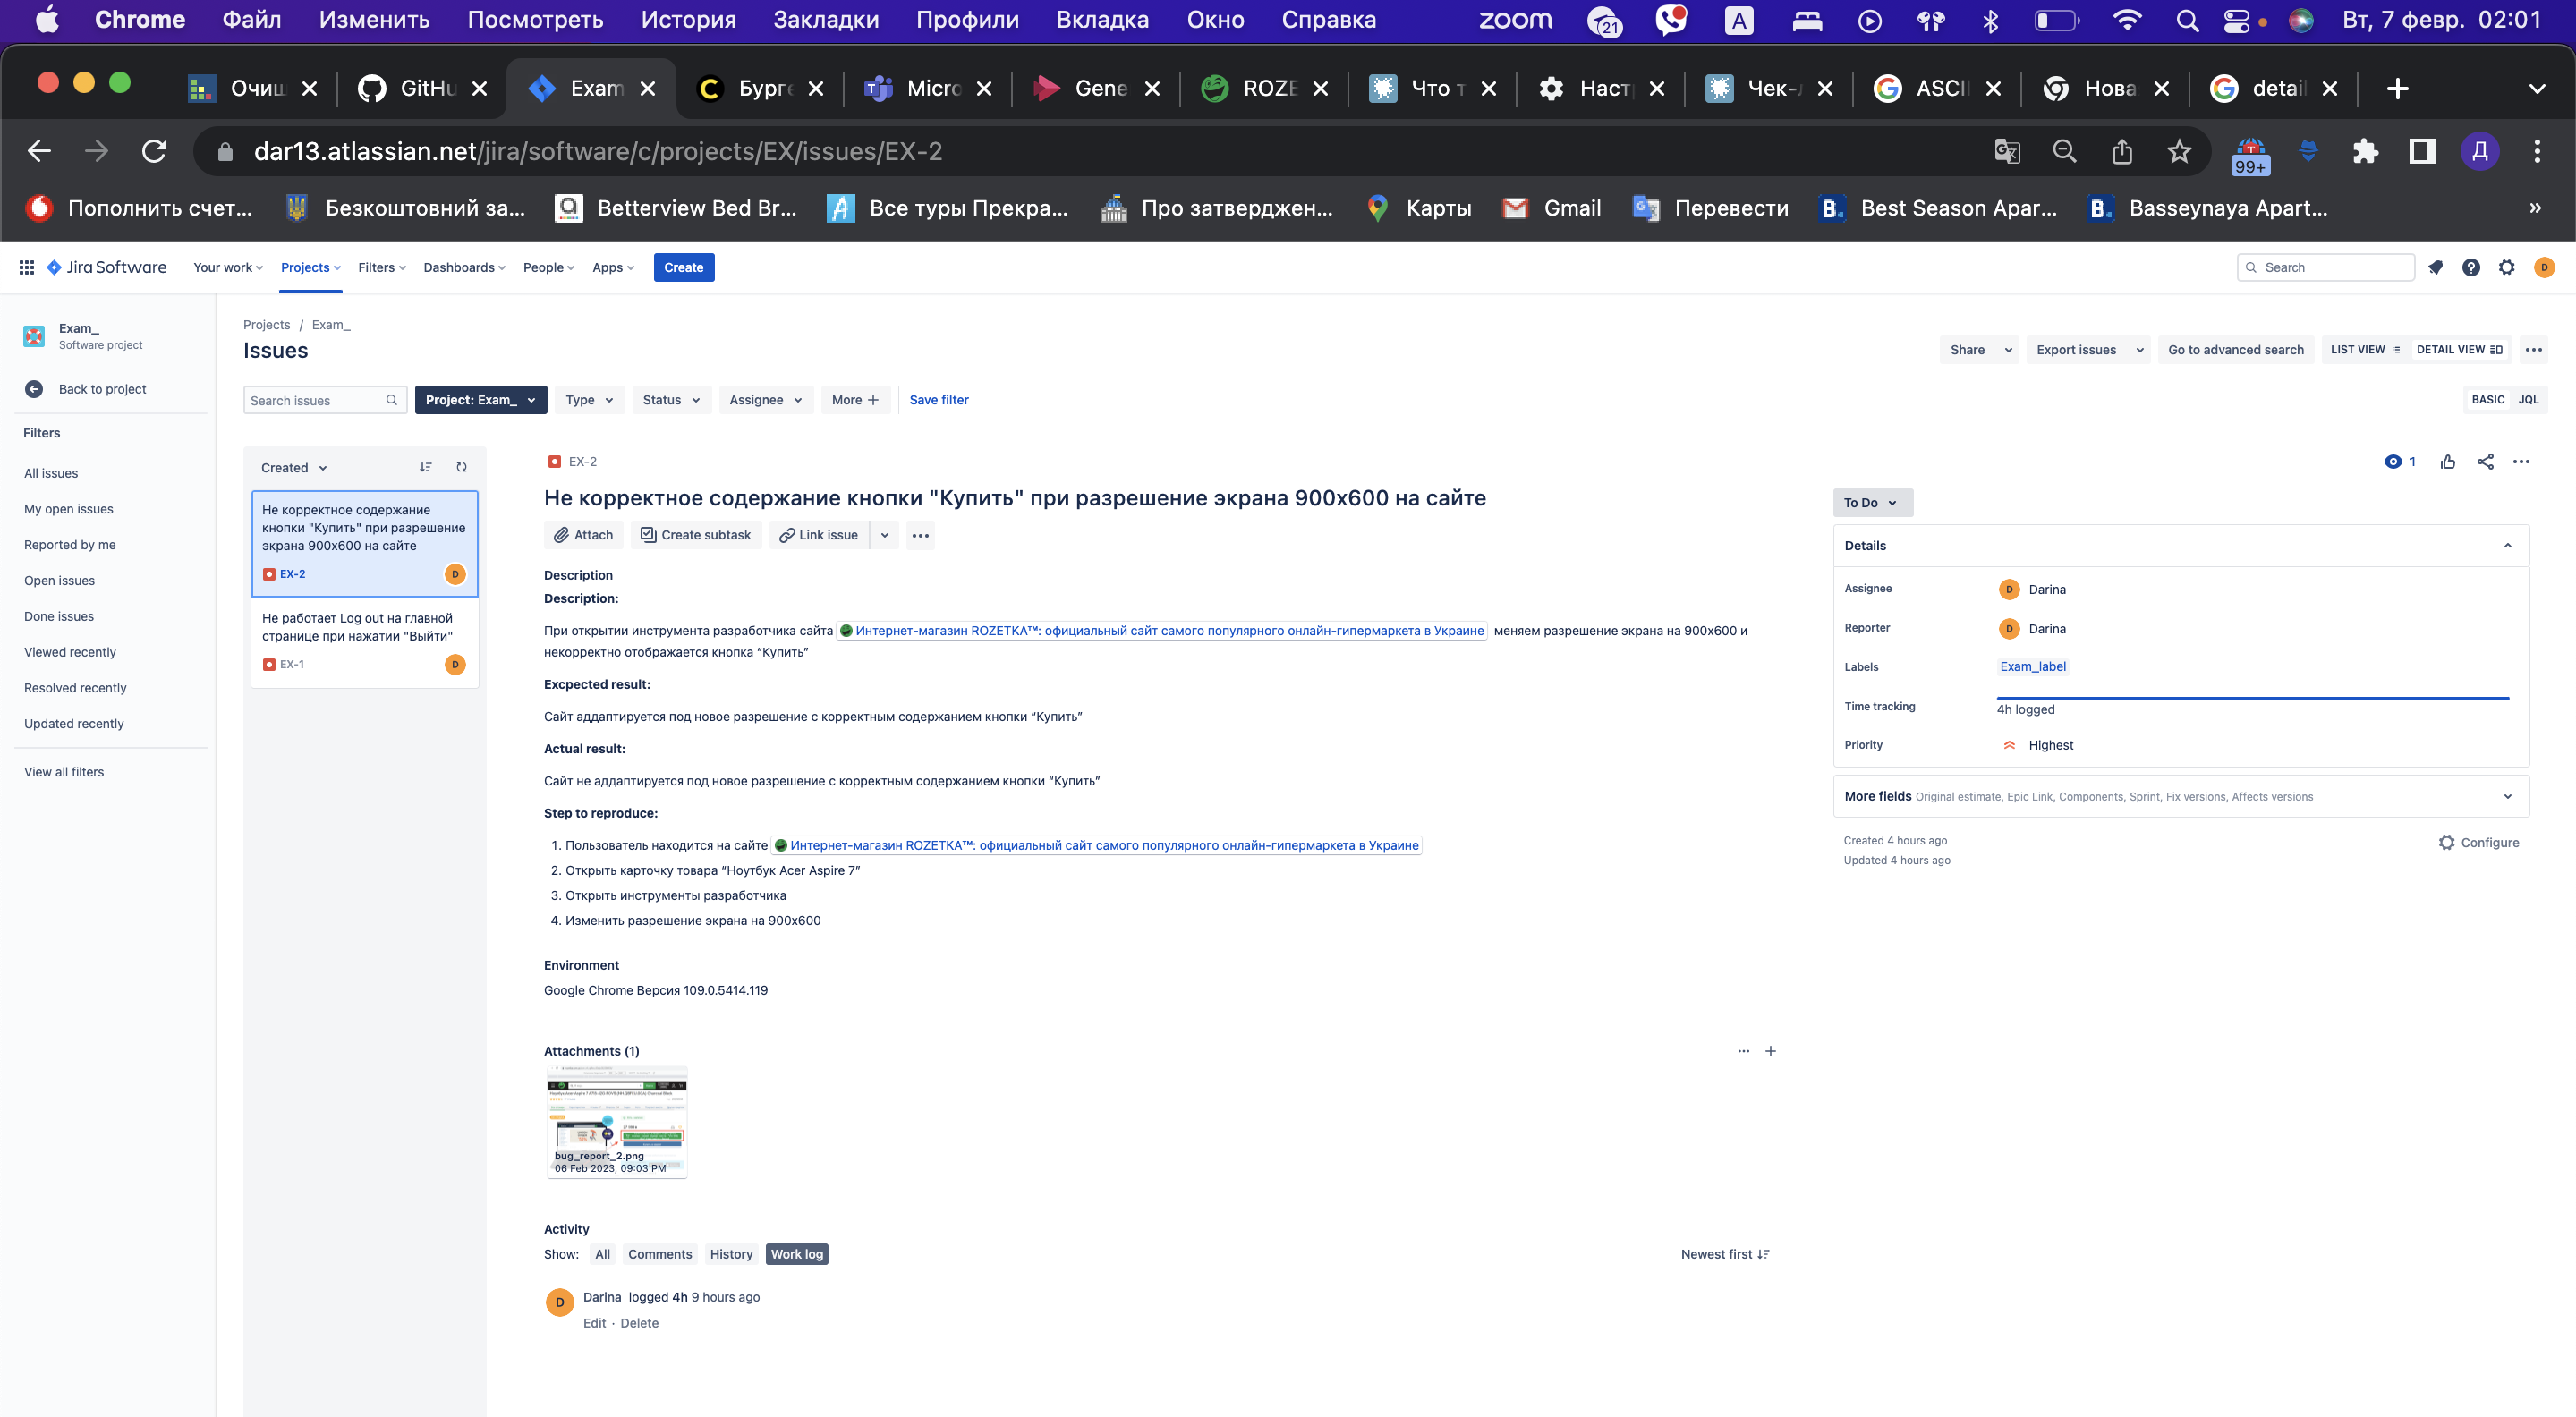 Chrome Файл Изменить Посмотреть История Закладки Профили Вкладка Окно Справка zoom 21 A Вт, 7 февр. 02:01
Очиш GitHu Exam Бурге Micro Gene ROZE Что т Наст Чек-л ASCII Нова detail
dar13.atlassian.net/jira/software/c/projects/EX/issues/EX-2 99+ Д
Пополнить счет... Безкоштовний за... Betterview Bed Br... Все туры Прекра... Про затверджен... Карты Gmail Перевести Best Season Apar... Basseynaya Apart... »
Jira Software Your work Projects Filters Dashboards People Apps Create Search D
Exam_
Software project
Back to project
Filters
All issues
My open issues
Reported by me
Open issues
Done issues
Viewed recently
Resolved recently
Updated recently
View all filters
Projects / Exam_
Issues
Share Export issues Go to advanced search LIST VIEW DETAIL VIEW
Search issues Project: Exam_ Type Status Assignee More + Save filter BASIC JQL
Created
Не корректное содержание
кнопки "Купить" при разрешение
экрана 900x600 на сайте
EX-2 D
Не работает Log out на главной
странице при нажатии "Выйти"
EX-1 D
EX-2
1
Не корректное содержание кнопки "Купить" при разрешение экрана 900x600 на сайте
Attach Create subtask Link issue
Description
Description:
При открытии инструмента разработчика сайта Интернет-магазин ROZETKA™: официальный сайт самого популярного онлайн-гипермаркета в Украине меняем разрешение экрана на 900x600 и
некорректно отображается кнопка “Купить”
Excpected result:
Сайт аддаптируется под новое разрешение с корректным содержанием кнопки “Купить”
Actual result:
Сайт не аддаптируется под новое разрешение с корректным содержанием кнопки “Купить”
Step to reproduce:
1. Пользователь находится на сайте Интернет-магазин ROZETKA™: официальный сайт самого популярного онлайн-гипермаркета в Украине
2. Открыть карточку товара “Ноутбук Acer Aspire 7”
3. Открыть инструменты разработчика
4. Изменить разрешение экрана на 900x600
Environment
Google Chrome Версия 109.0.5414.119
Attachments (1)
bug_report_2.png
06 Feb 2023, 09:03 PM
Activity
Show: All Comments History Work log Newest first
D Darina logged 4h 9 hours ago
Edit · Delete
To Do
Details
Assignee D Darina
Reporter D Darina
Labels Exam_label
Time tracking 4h logged
Priority Highest
More fields Original estimate, Epic Link, Components, Sprint, Fix versions, Affects versions
Created 4 hours ago
Updated 4 hours ago
Configure